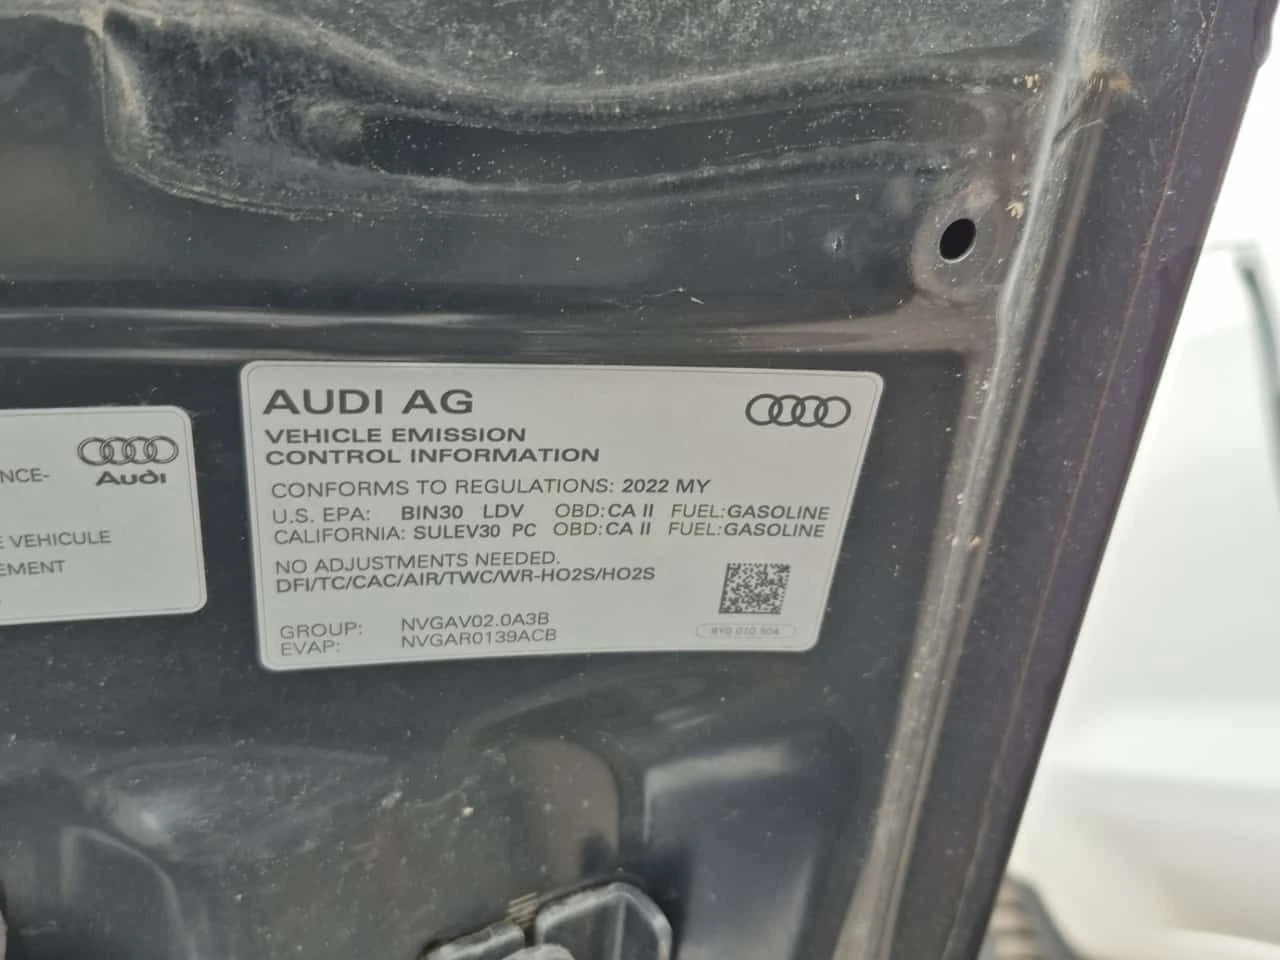 NCE-
Audi
E VEHICULE
EMENT
AUDI AG
VEHICLE EMISSION
CONTROL INFORMATION
CONFORMS TO REGULATIONS: 2022 MY
U.S. EPA: BIN30 LDV OBD:CA II FUEL:GASOLINE
CALIFORNIA: SULEV30 PC OBD:CA II FUEL:GASOLINE
NO ADJUSTMENTS NEEDED.
DFI/TC/CAC/AIR/TWC/WR-HO2S/HO2S
GROUP: NVGAV02.0A3B
EVAP: NVGAR0139ACB